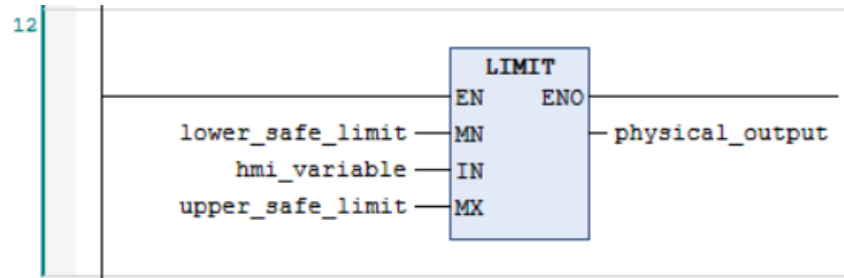 12
LIMIT
EN ENO
lower_safe_limit MN physical_output
hmi_variable IN
upper_safe_limit MX